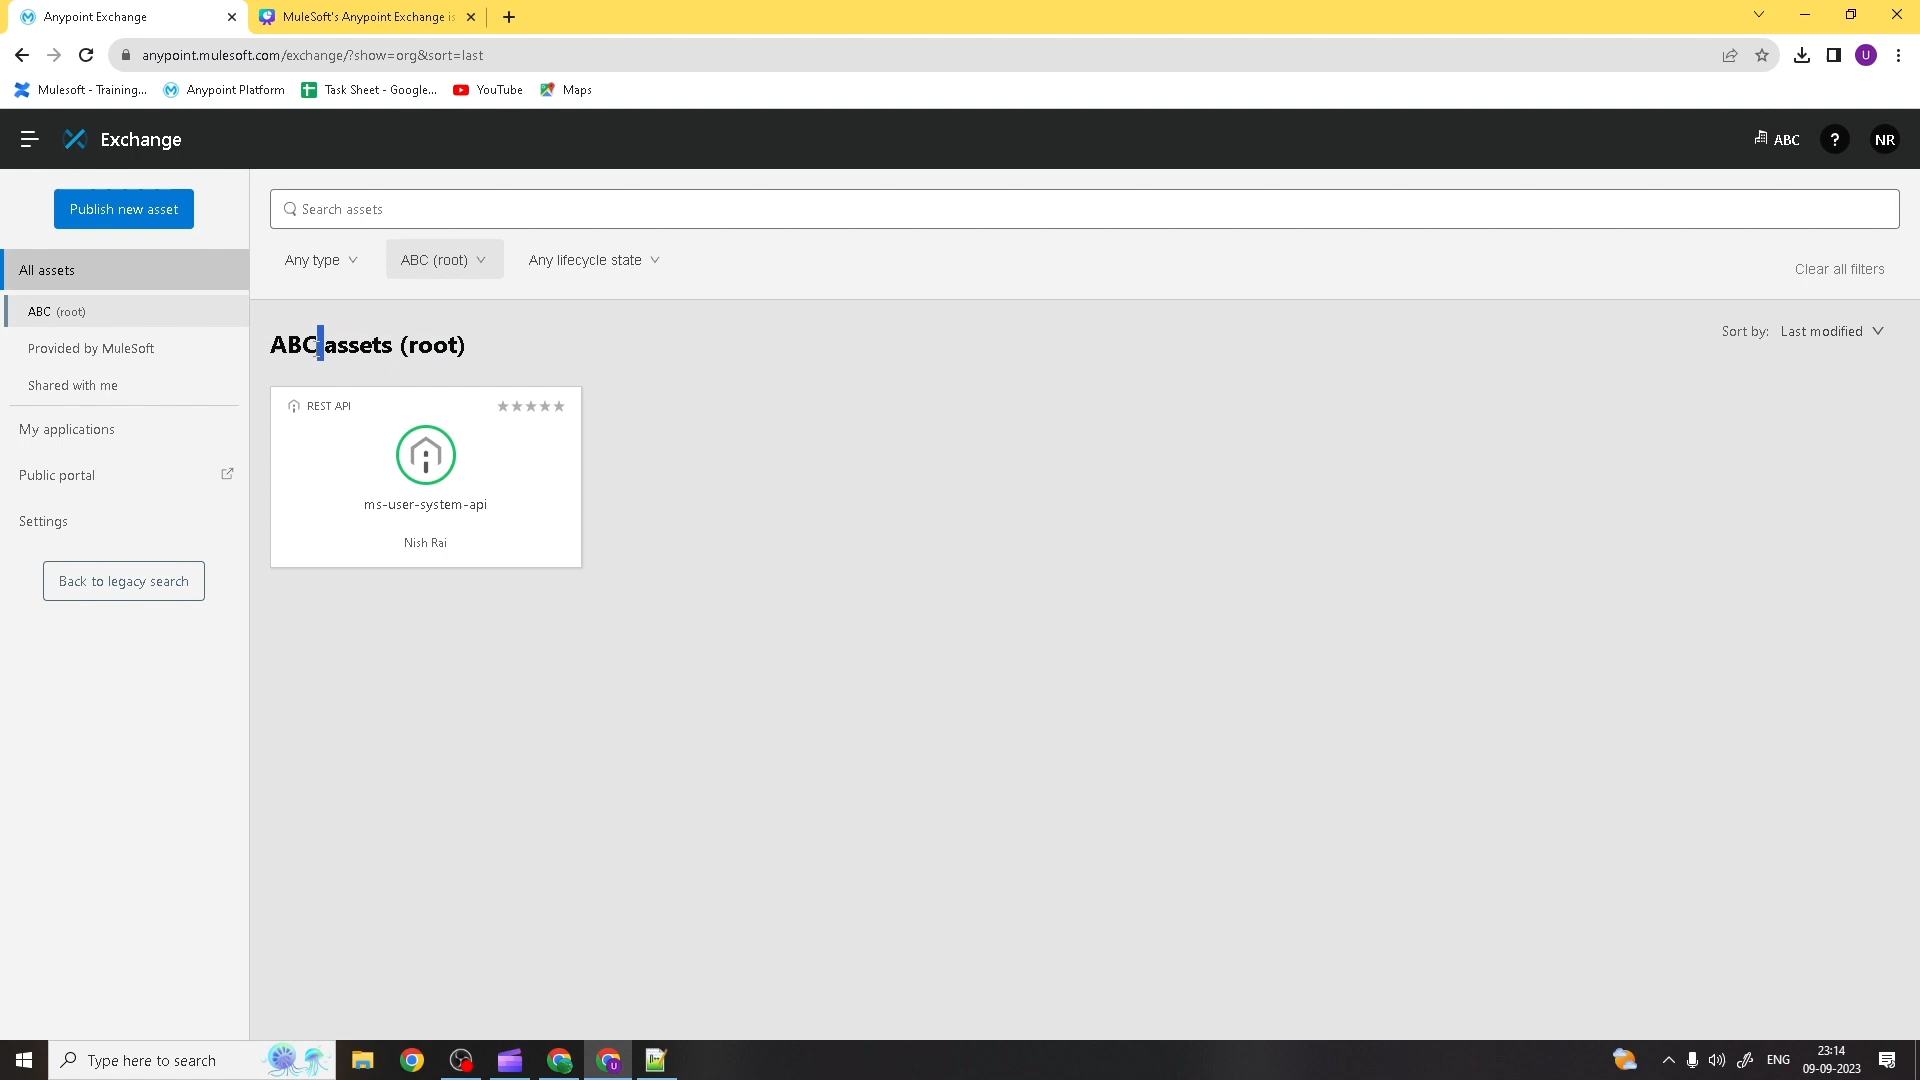 Anypoint Exchange
MuleSoft's Anypoint Exchange is
anypoint.mulesoft.com/exchange/?show=org&sort=last
U
Mulesoft - Training...
Anypoint Platform
Task Sheet - Google...
YouTube
Maps
Exchange
ABC
?
NR
Publish new asset
Search assets
Any type
ABC (root)
Any lifecycle state
Clear all filters
All assets
ABC (root)
Provided by MuleSoft
Shared with me
My applications
Public portal
Settings
Back to legacy search
ABC assets (root)
Sort by: Last modified
REST API
ms-user-system-api
Nish Rai
Type here to search
ENG
23:14
09-09-2023